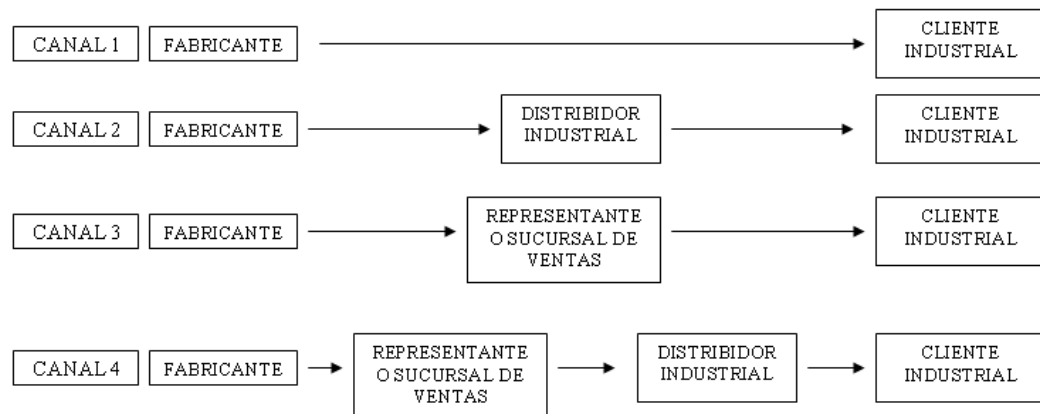 CANAL 1
FABRICANTE
CLIENTE
INDUSTRIAL
CANAL 2
FABRICANTE
DISTRIBIDOR
INDUSTRIAL
CLIENTE
INDUSTRIAL
CANAL 3
FABRICANTE
REPRESENTANTE
O SUCURSAL DE
VENTAS
CLIENTE
INDUSTRIAL
CANAL 4
FABRICANTE
REPRESENTANTE
O SUCURSAL DE
VENTAS
DISTRIBIDOR
INDUSTRIAL
CLIENTE
INDUSTRIAL